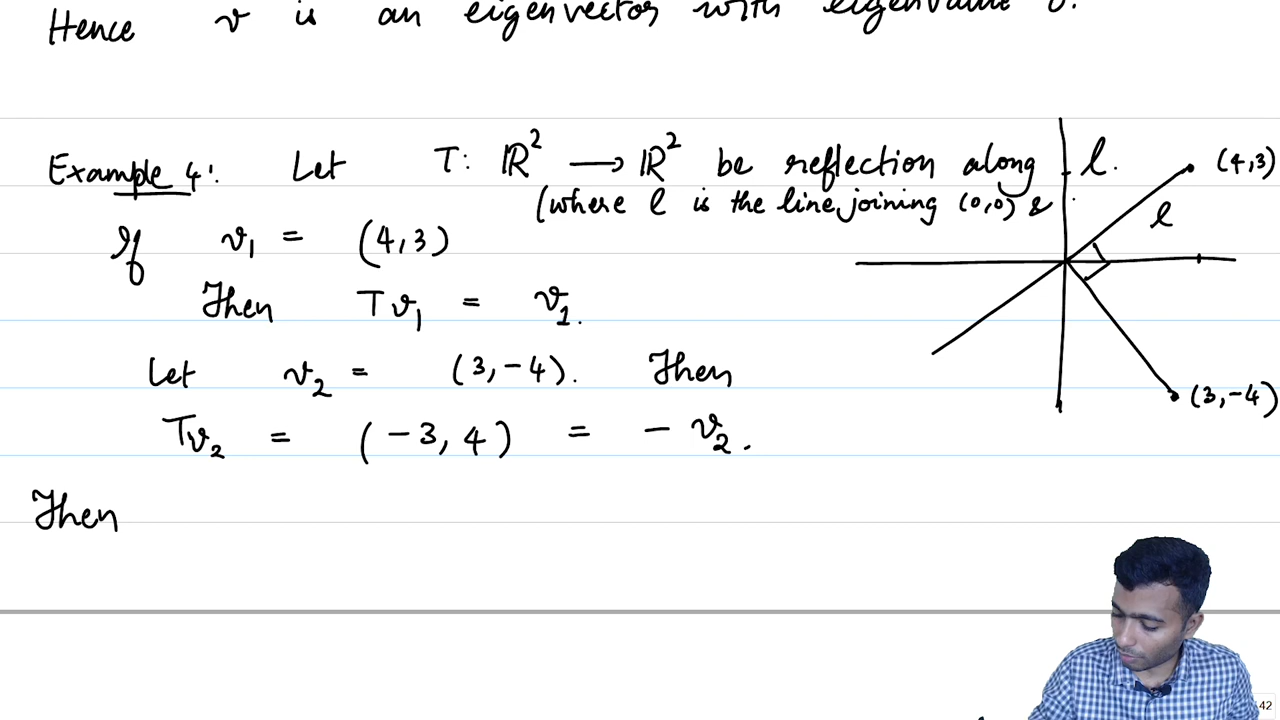 Hence v is an eigenvector with eigenvalue 0.
Example 4: Let T: ℝ² → ℝ² be reflection along l.
(where l is the line joining (0,0) &
If v₁ = (4,3)
Then Tv₁ = v₁.
Let v₂ = (3,-4). Then
Tv₂ = (-3, 4) = - v₂.
Then
(4,3)
l
(3,-4)
42